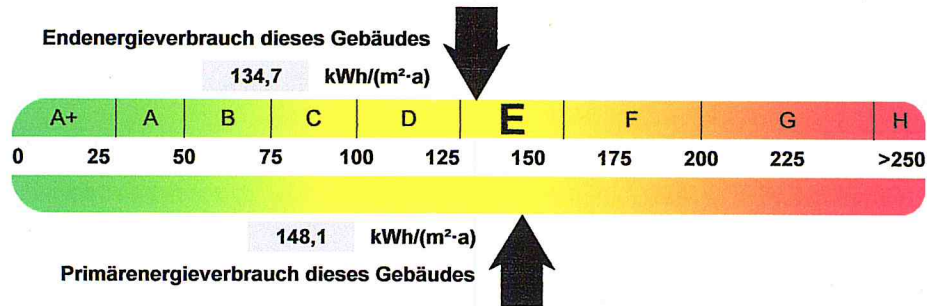 Endenergieverbrauch dieses Gebäudes
134,7 kWh/(m²·a)
A+ A B C D E F G H
0 25 50 75 100 125 150 175 200 225 >250
148,1 kWh/(m²·a)
Primärenergieverbrauch dieses Gebäudes